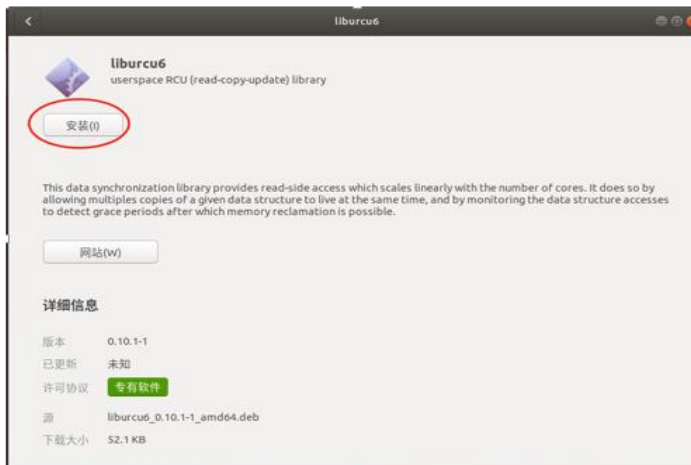 liburcu6
liburcu6
userspace RCU (read-copy-update) library
安装(I)
This data synchronization library provides read-side access which scales linearly with the number of cores. It does so by
allowing multiples copies of a given data structure to live at the same time, and by monitoring the data structure accesses
to detect grace periods after which memory reclamation is possible.
网站(W)
详细信息
版本 0.10.1-1
已更新 未知
许可协议 专有软件
源 liburcu6_0.10.1-1_amd64.deb
下载大小 52.1 KB